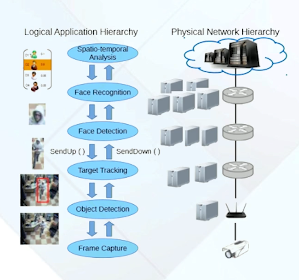 Logical Application Hierarchy
Physical Network Hierarchy
Spatio-temporal
Analysis
Face Recognition
Face Detection
SendUp ( )
SendDown ( )
Target Tracking
Object Detection
Frame Capture